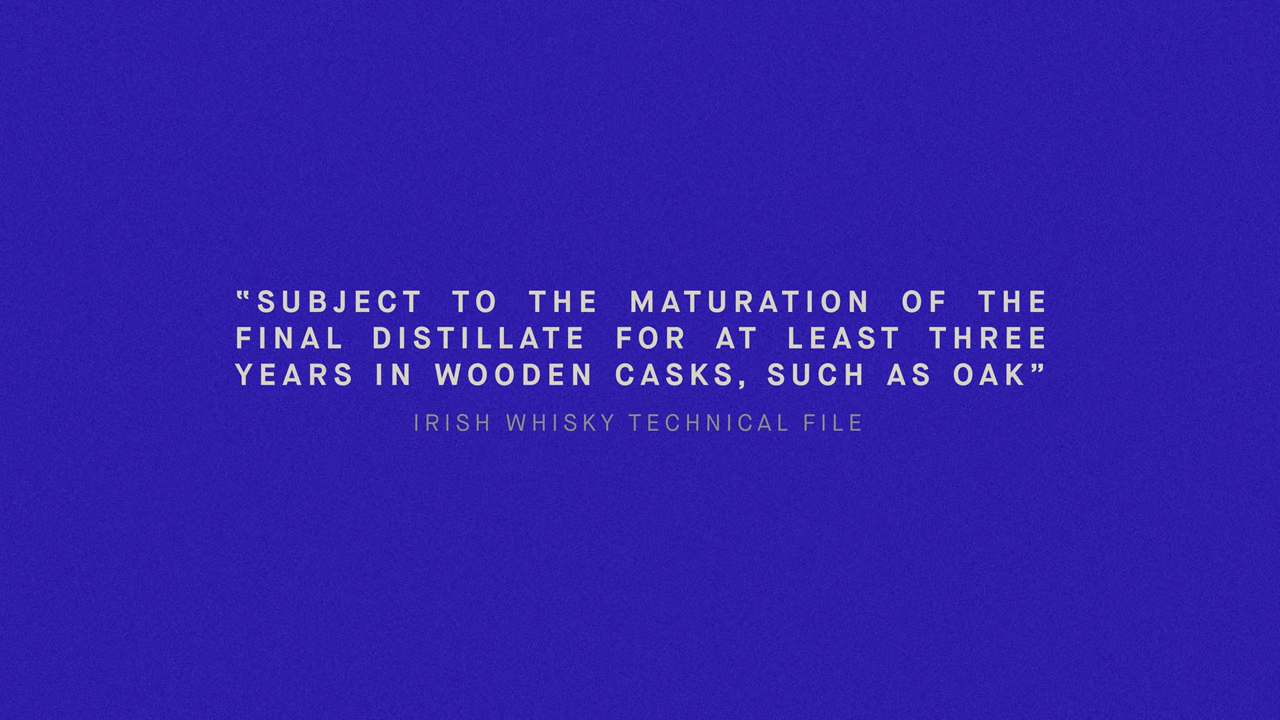 “SUBJECT TO THE MATURATION OF THE
FINAL DISTILLATE FOR AT LEAST THREE
YEARS IN WOODEN CASKS, SUCH AS OAK”
IRISH WHISKY TECHNICAL FILE